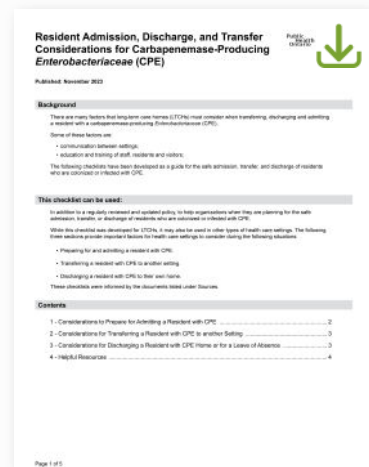 Resident Admission, Discharge, and Transfer
Considerations for Carbapenemase-Producing
Enterobacteriaceae (CPE)
Public
Health
Ontario
Published: November 2023
Background
There are many factors that long-term care homes (LTCHs) must consider when transferring, discharging and admitting
a resident with a carbapenemase-producing Enterobacteriaceae (CPE).
Some of these factors are:
• communication between settings;
• education and training of staff, residents and visitors;
The following checklists have been developed as a guide for the safe admission, transfer, and discharge of residents
who are colonized or infected with CPE.
This checklist can be used:
In addition to a regularly reviewed and updated policy, to help organizations when they are planning for the safe
admission, transfer, or discharge of residents who are colonized or infected with CPE.
While this checklist was developed for LTCHs, it may also be used in other types of health care settings. The following
three sections provide important factors for health care settings to consider during the following situations:
• Preparing for and admitting a resident with CPE.
• Transferring a resident with CPE to another setting.
• Discharging a resident with CPE to their own home.
These checklists were informed by the documents listed under Sources.
Contents
1 - Considerations to Prepare for Admitting a Resident with CPE ........ 2
2 - Considerations for Transferring a Resident with CPE to another Setting ........ 3
3 - Considerations for Discharging a Resident with CPE Home or for a Leave of Absence ........ 3
4 - Helpful Resources ........ 4
Page 1 of 5